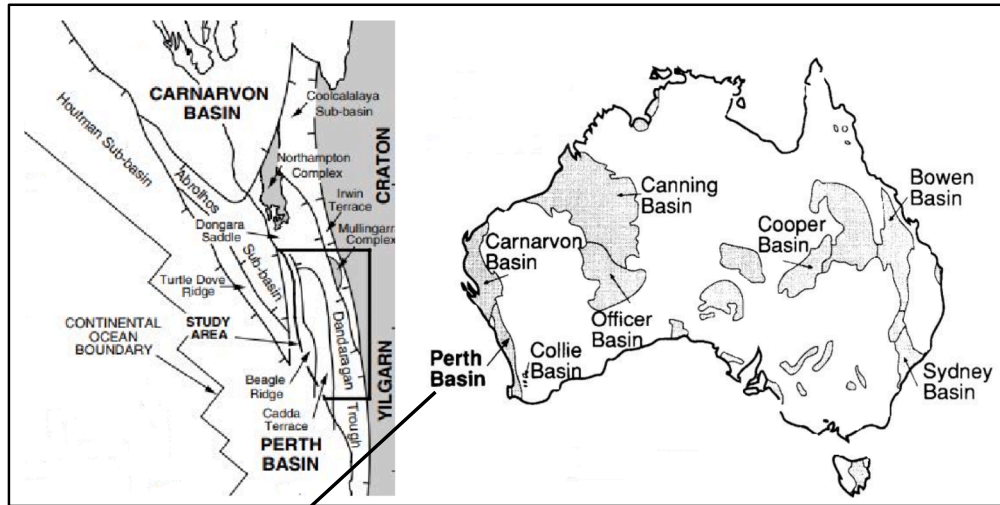 CARNARVON
BASIN
Coolcalalaya
Sub-basin
Houtman Sub-basin
Abrolhos
Sub-basin
Northampton
Complex
CRATON
Irwin
Terrace
Mullingarra
Complex
Dongara
Saddle
Turtle Dove
Ridge
CONTINENTAL
OCEAN
BOUNDARY
STUDY
AREA
Dandaragan
Trough
Beagle
Ridge
Cadda
Terrace
YILGARN
PERTH
BASIN
Canning
Basin
Bowen
Basin
Cooper
Basin
Carnarvon
Basin
Officer
Basin
Perth
Basin
Collie
Basin
Sydney
Basin